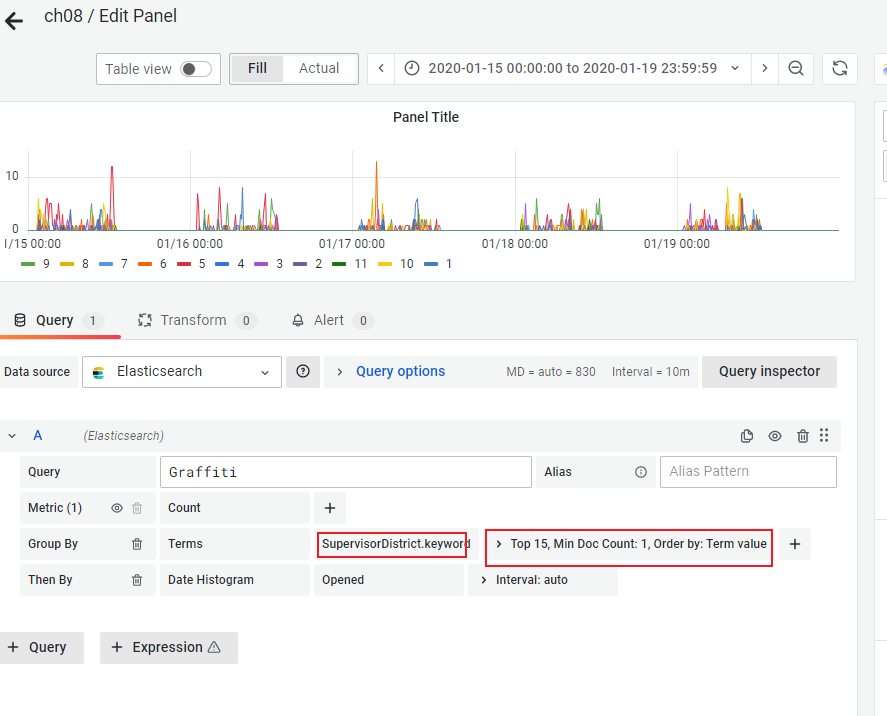 ch08 / Edit Panel
Table view Fill Actual 2020-01-15 00:00:00 to 2020-01-19 23:59:59
Panel Title
10
0
1/15 00:00 01/16 00:00 01/17 00:00 01/18 00:00 01/19 00:00
9 8 7 6 5 4 3 2 11 10 1
Query 1 Transform 0 Alert 0
Data source Elasticsearch Query options MD = auto = 830 Interval = 10m Query inspector
A (Elasticsearch)
Query Graffiti Alias Alias Pattern
Metric (1) Count +
Group By Terms SupervisorDistrict.keyword Top 15, Min Doc Count: 1, Order by: Term value +
Then By Date Histogram Opened Interval: auto
+ Query + Expression